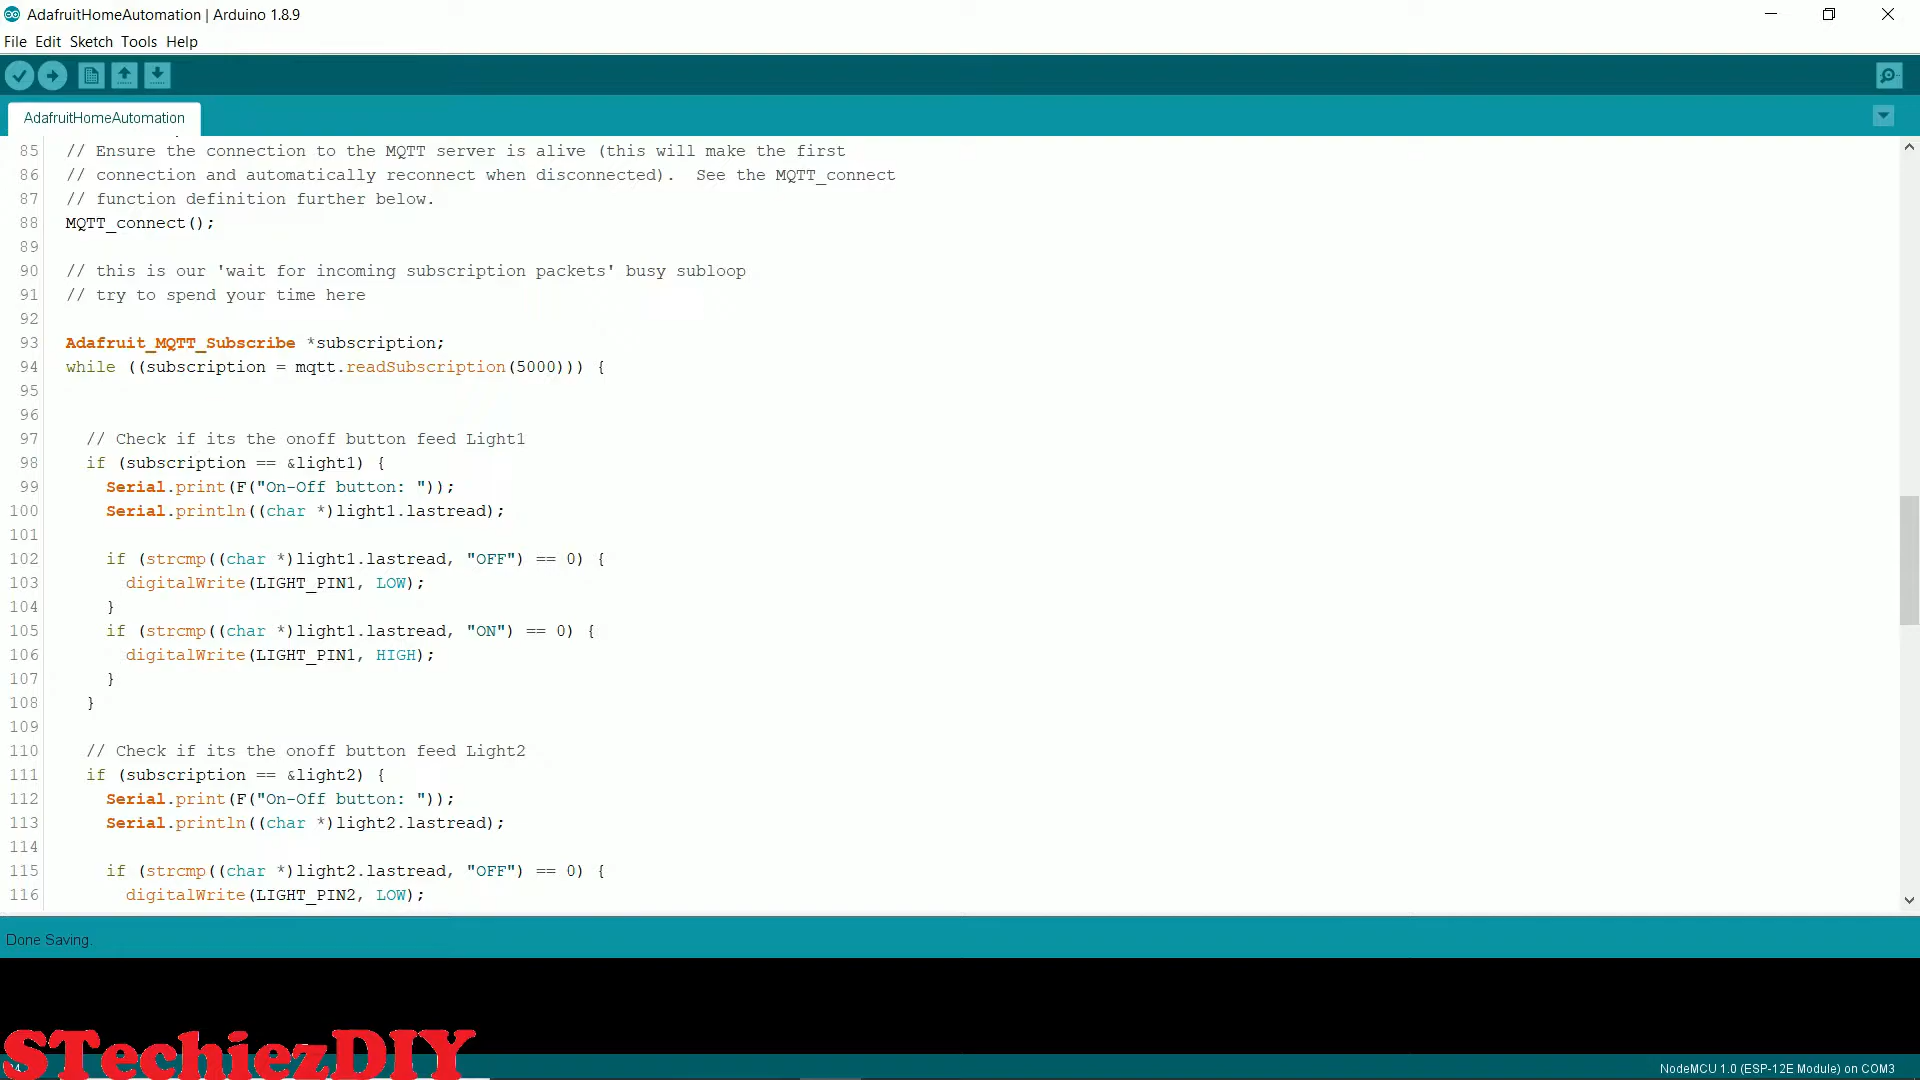 AdafruitHomeAutomation | Arduino 1.8.9
File Edit Sketch Tools Help
AdafruitHomeAutomation
85 // Ensure the connection to the MQTT server is alive (this will make the first
86 // connection and automatically reconnect when disconnected).  See the MQTT_connect
87 // function definition further below.
88 MQTT_connect();
89
90 // this is our 'wait for incoming subscription packets' busy subloop
91 // try to spend your time here
92
93 Adafruit_MQTT_Subscribe *subscription;
94 while ((subscription = mqtt.readSubscription(5000))) {
95
96
97 // Check if its the onoff button feed Light1
98 if (subscription == &light1) {
99 Serial.print(F("On-Off button: "));
100 Serial.println((char *)light1.lastread);
101
102 if (strcmp((char *)light1.lastread, "OFF") == 0) {
103 digitalWrite(LIGHT_PIN1, LOW);
104 }
105 if (strcmp((char *)light1.lastread, "ON") == 0) {
106 digitalWrite(LIGHT_PIN1, HIGH);
107 }
108 }
109
110 // Check if its the onoff button feed Light2
111 if (subscription == &light2) {
112 Serial.print(F("On-Off button: "));
113 Serial.println((char *)light2.lastread);
114
115 if (strcmp((char *)light2.lastread, "OFF") == 0) {
116 digitalWrite(LIGHT_PIN2, LOW);
Done Saving.
STechiezDIY
NodeMCU 1.0 (ESP-12E Module) on COM3